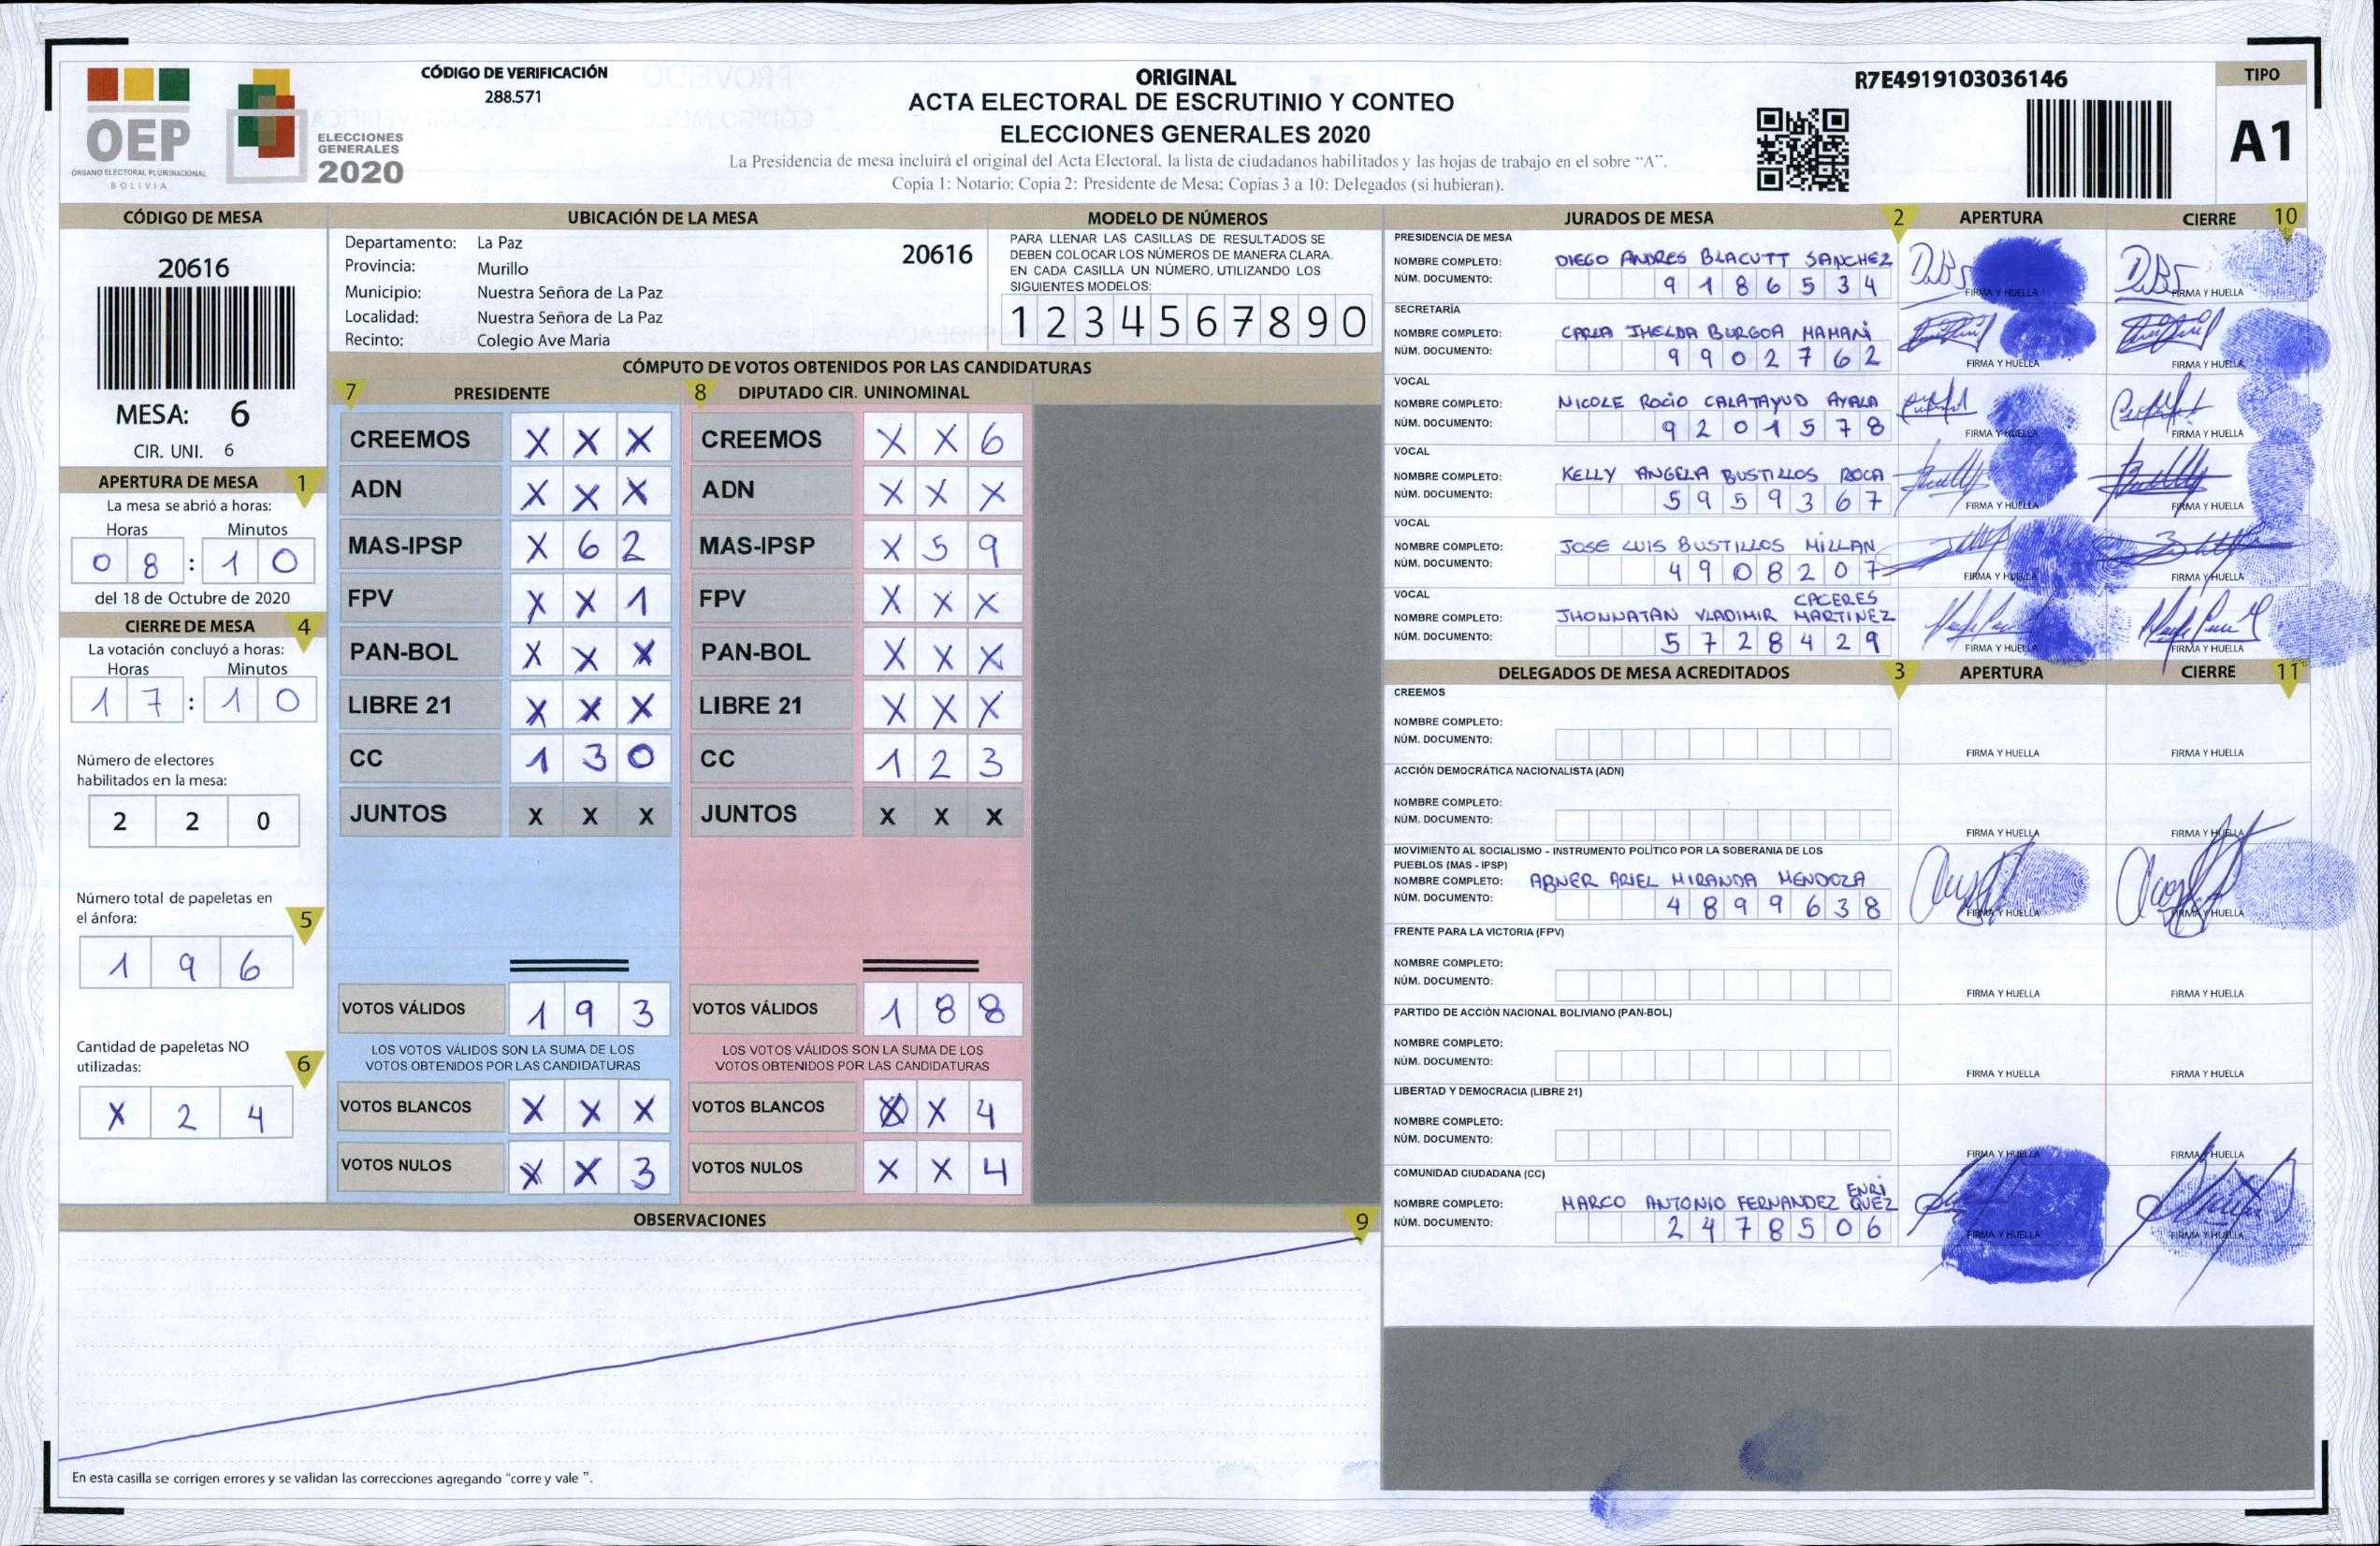 OEP
ÓRGANO ELECTORAL PLURINACIONAL
BOLIVIA
ELECCIONES
GENERALES
2020
CÓDIGO DE VERIFICACIÓN
288.571
ORIGINAL
ACTA ELECTORAL DE ESCRUTINIO Y CONTEO
ELECCIONES GENERALES 2020
La Presidencia de mesa incluirá el original del Acta Electoral, la lista de ciudadanos habilitados y las hojas de trabajo en el sobre “A”.
Copia 1: Notario; Copia 2: Presidente de Mesa; Copias 3 a 10: Delegados (si hubieran).
R7E4919103036146
TIPO
A1
CÓDIGO DE MESA
20616
MESA: 6
CIR. UNI. 6
APERTURA DE MESA 1
La mesa se abrió a horas:
Horas Minutos
0 8 : 1 0
del 18 de Octubre de 2020
CIERRE DE MESA 4
La votación concluyó a horas:
Horas Minutos
1 7 : 1 0
Número de electores
habilitados en la mesa:
2 2 0
Número total de papeletas en
el ánfora: 5
1 9 6
Cantidad de papeletas NO
utilizadas: 6
X 2 4
UBICACIÓN DE LA MESA
Departamento: La Paz
20616
Provincia: Murillo
Municipio: Nuestra Señora de La Paz
Localidad: Nuestra Señora de La Paz
Recinto: Colegio Ave Maria
MODELO DE NÚMEROS
PARA LLENAR LAS CASILLAS DE RESULTADOS SE
DEBEN COLOCAR LOS NÚMEROS DE MANERA CLARA.
EN CADA CASILLA UN NÚMERO, UTILIZANDO LOS
SIGUIENTES MODELOS:
1 2 3 4 5 6 7 8 9 0
CÓMPUTO DE VOTOS OBTENIDOS POR LAS CANDIDATURAS
7 PRESIDENTE
CREEMOS X X X
ADN X X X
MAS-IPSP X 6 2
FPV X X 1
PAN-BOL X X X
LIBRE 21 X X X
CC 1 3 0
JUNTOS X X X
VOTOS VÁLIDOS 1 9 3
LOS VOTOS VÁLIDOS SON LA SUMA DE LOS
VOTOS OBTENIDOS POR LAS CANDIDATURAS
VOTOS BLANCOS X X X
VOTOS NULOS X X 3
8 DIPUTADO CIR. UNINOMINAL
CREEMOS X X 6
ADN X X X
MAS-IPSP X 5 9
FPV X X X
PAN-BOL X X X
LIBRE 21 X X X
CC 1 2 3
JUNTOS X X X
VOTOS VÁLIDOS 1 8 8
LOS VOTOS VÁLIDOS SON LA SUMA DE LOS
VOTOS OBTENIDOS POR LAS CANDIDATURAS
VOTOS BLANCOS X X 4
VOTOS NULOS X X 4
OBSERVACIONES 9
En esta casilla se corrigen errores y se validan las correcciones agregando “corre y vale ”.
JURADOS DE MESA 2 APERTURA CIERRE 10
PRESIDENCIA DE MESA
NOMBRE COMPLETO: DIEGO ANDRES BLACUTT SANCHEZ
NÚM. DOCUMENTO: 9 1 8 6 5 3 4
FIRMA Y HUELLA FIRMA Y HUELLA
SECRETARÍA
NOMBRE COMPLETO: CARLA IMELDA BURGOA MAMANI
NÚM. DOCUMENTO: 9 9 0 2 7 6 2
FIRMA Y HUELLA FIRMA Y HUELLA
VOCAL
NOMBRE COMPLETO: NICOLE ROCIO CALATAYUD AYALA
NÚM. DOCUMENTO: 9 2 0 1 5 7 8
FIRMA Y HUELLA FIRMA Y HUELLA
VOCAL
NOMBRE COMPLETO: KELLY ANGELA BUSTILLOS ROCA
NÚM. DOCUMENTO: 5 9 5 9 3 6 7
FIRMA Y HUELLA FIRMA Y HUELLA
VOCAL
NOMBRE COMPLETO: JOSE LUIS BUSTILLOS MILLAN
NÚM. DOCUMENTO: 4 9 0 8 2 0 7
FIRMA Y HUELLA FIRMA Y HUELLA
VOCAL
CACERES
NOMBRE COMPLETO: JHONNATAN VLADIMIR MARTINEZ
NÚM. DOCUMENTO: 5 7 2 8 4 2 9
FIRMA Y HUELLA FIRMA Y HUELLA
DELEGADOS DE MESA ACREDITADOS 3 APERTURA CIERRE 11
CREEMOS
NOMBRE COMPLETO:
NÚM. DOCUMENTO:
FIRMA Y HUELLA FIRMA Y HUELLA
ACCIÓN DEMOCRÁTICA NACIONALISTA (ADN)
NOMBRE COMPLETO:
NÚM. DOCUMENTO:
FIRMA Y HUELLA FIRMA Y HUELLA
MOVIMIENTO AL SOCIALISMO - INSTRUMENTO POLÍTICO POR LA SOBERANIA DE LOS
PUEBLOS (MAS - IPSP)
NOMBRE COMPLETO: ABNER ARIEL MIRANDA MENDOZA
NÚM. DOCUMENTO: 4 8 9 9 6 3 8
FIRMA Y HUELLA FIRMA Y HUELLA
FRENTE PARA LA VICTORIA (FPV)
NOMBRE COMPLETO:
NÚM. DOCUMENTO:
FIRMA Y HUELLA FIRMA Y HUELLA
PARTIDO DE ACCIÓN NACIONAL BOLIVIANO (PAN-BOL)
NOMBRE COMPLETO:
NÚM. DOCUMENTO:
FIRMA Y HUELLA FIRMA Y HUELLA
LIBERTAD Y DEMOCRACIA (LIBRE 21)
NOMBRE COMPLETO:
NÚM. DOCUMENTO:
FIRMA Y HUELLA FIRMA Y HUELLA
COMUNIDAD CIUDADANA (CC)
NOMBRE COMPLETO: MARCO ANTONIO FERNANDEZ ENRIQUEZ
NÚM. DOCUMENTO: 2 4 7 8 5 0 6
FIRMA Y HUELLA FIRMA Y HUELLA